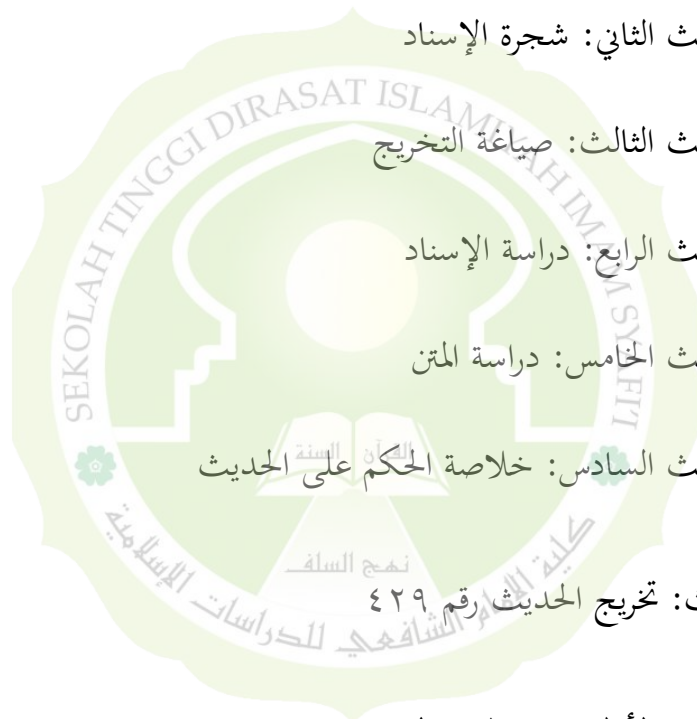 ث الثاني: شجرة الإسناد
SEKOLAH TINGGI DIRASAT ISLAMIYAH IMAM SYAFI'I
ث الثالث: صياغة التخريج
ث الرابع: دراسة الإسناد
ث الخامس: دراسة المتن
القرآن السنة
ث السادس: خلاصة الحكم على الحديث
نهج السلف
كلية الإمام الشافعي للدراسات الإسلامية
ث: تخريج الحديث رقم ٤٢٩